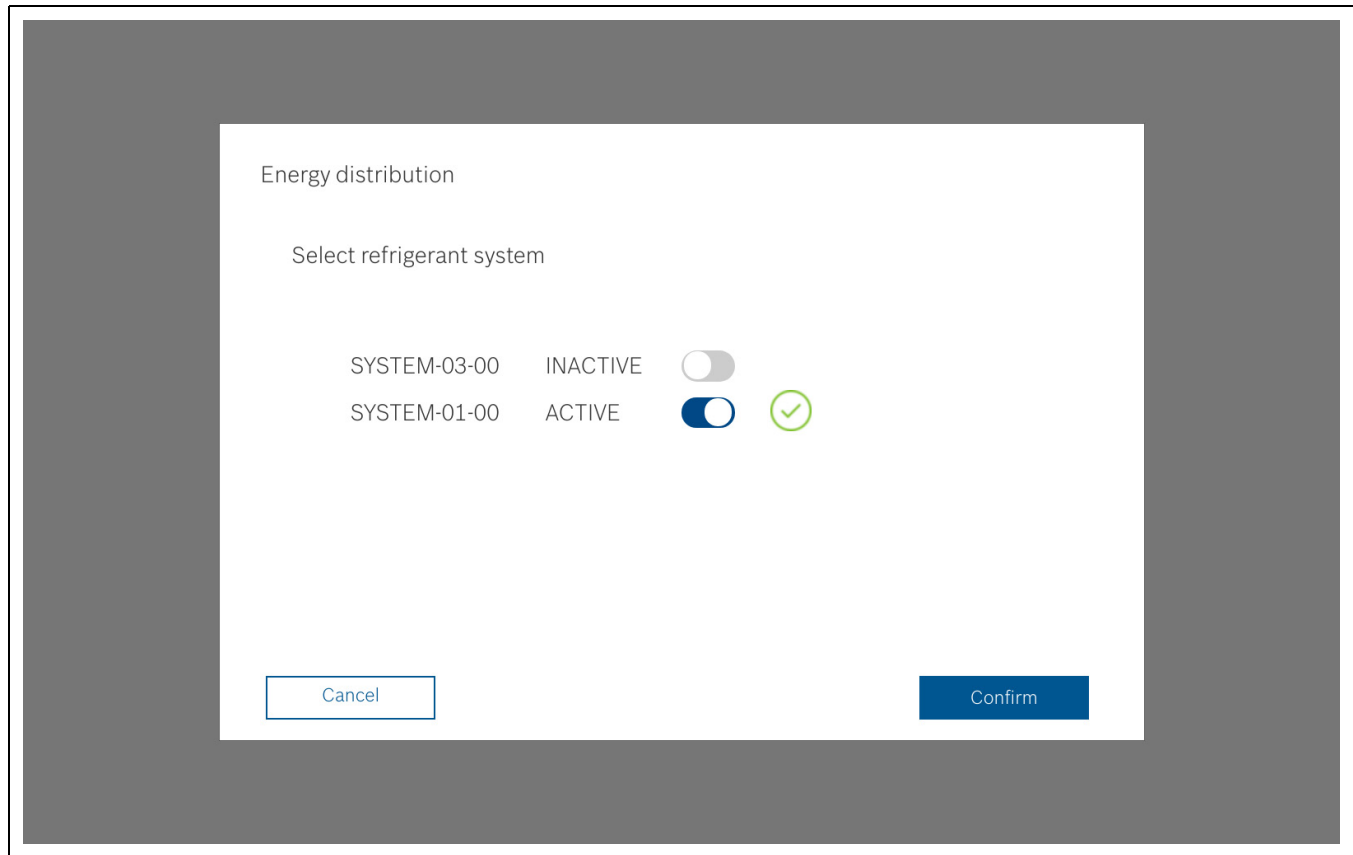 Energy distribution
Select refrigerant system
SYSTEM-03-00 INACTIVE
SYSTEM-01-00 ACTIVE
Cancel Confirm